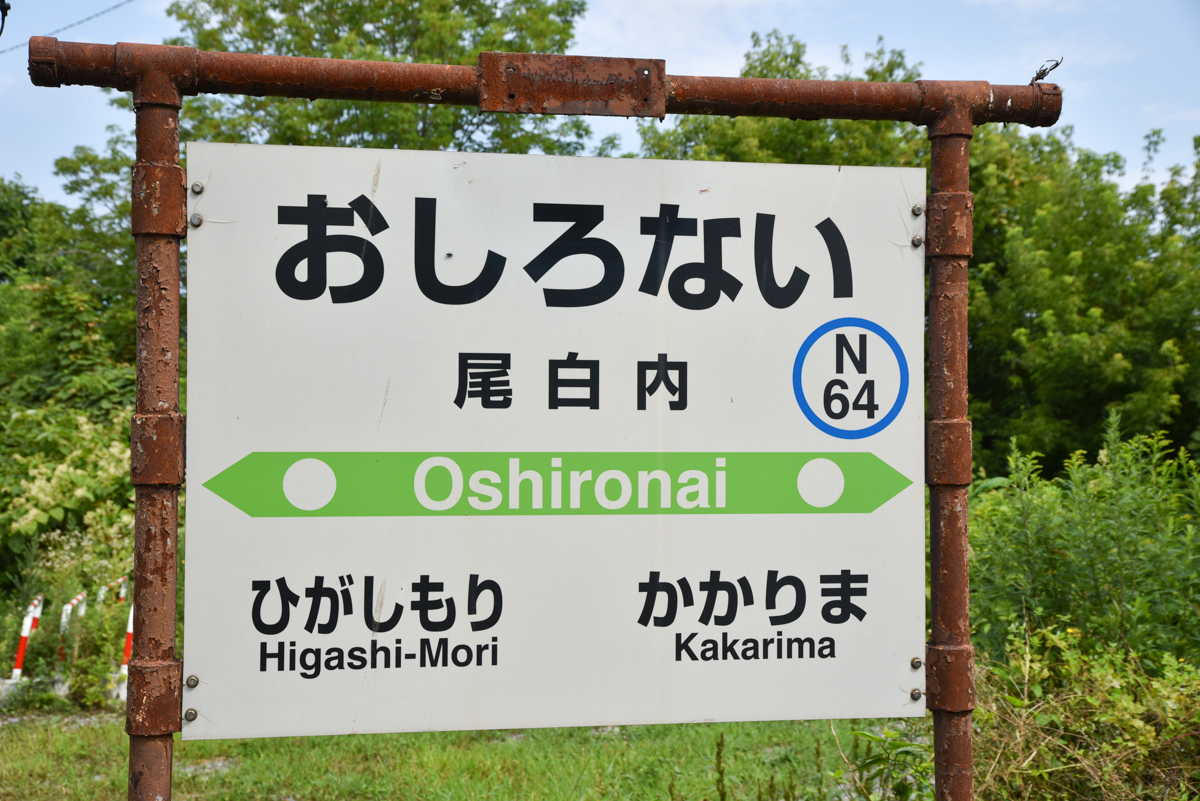 おしろない
尾白内
N
64
Oshironai
ひがしもり
Higashi-Mori
かかりま
Kakarima